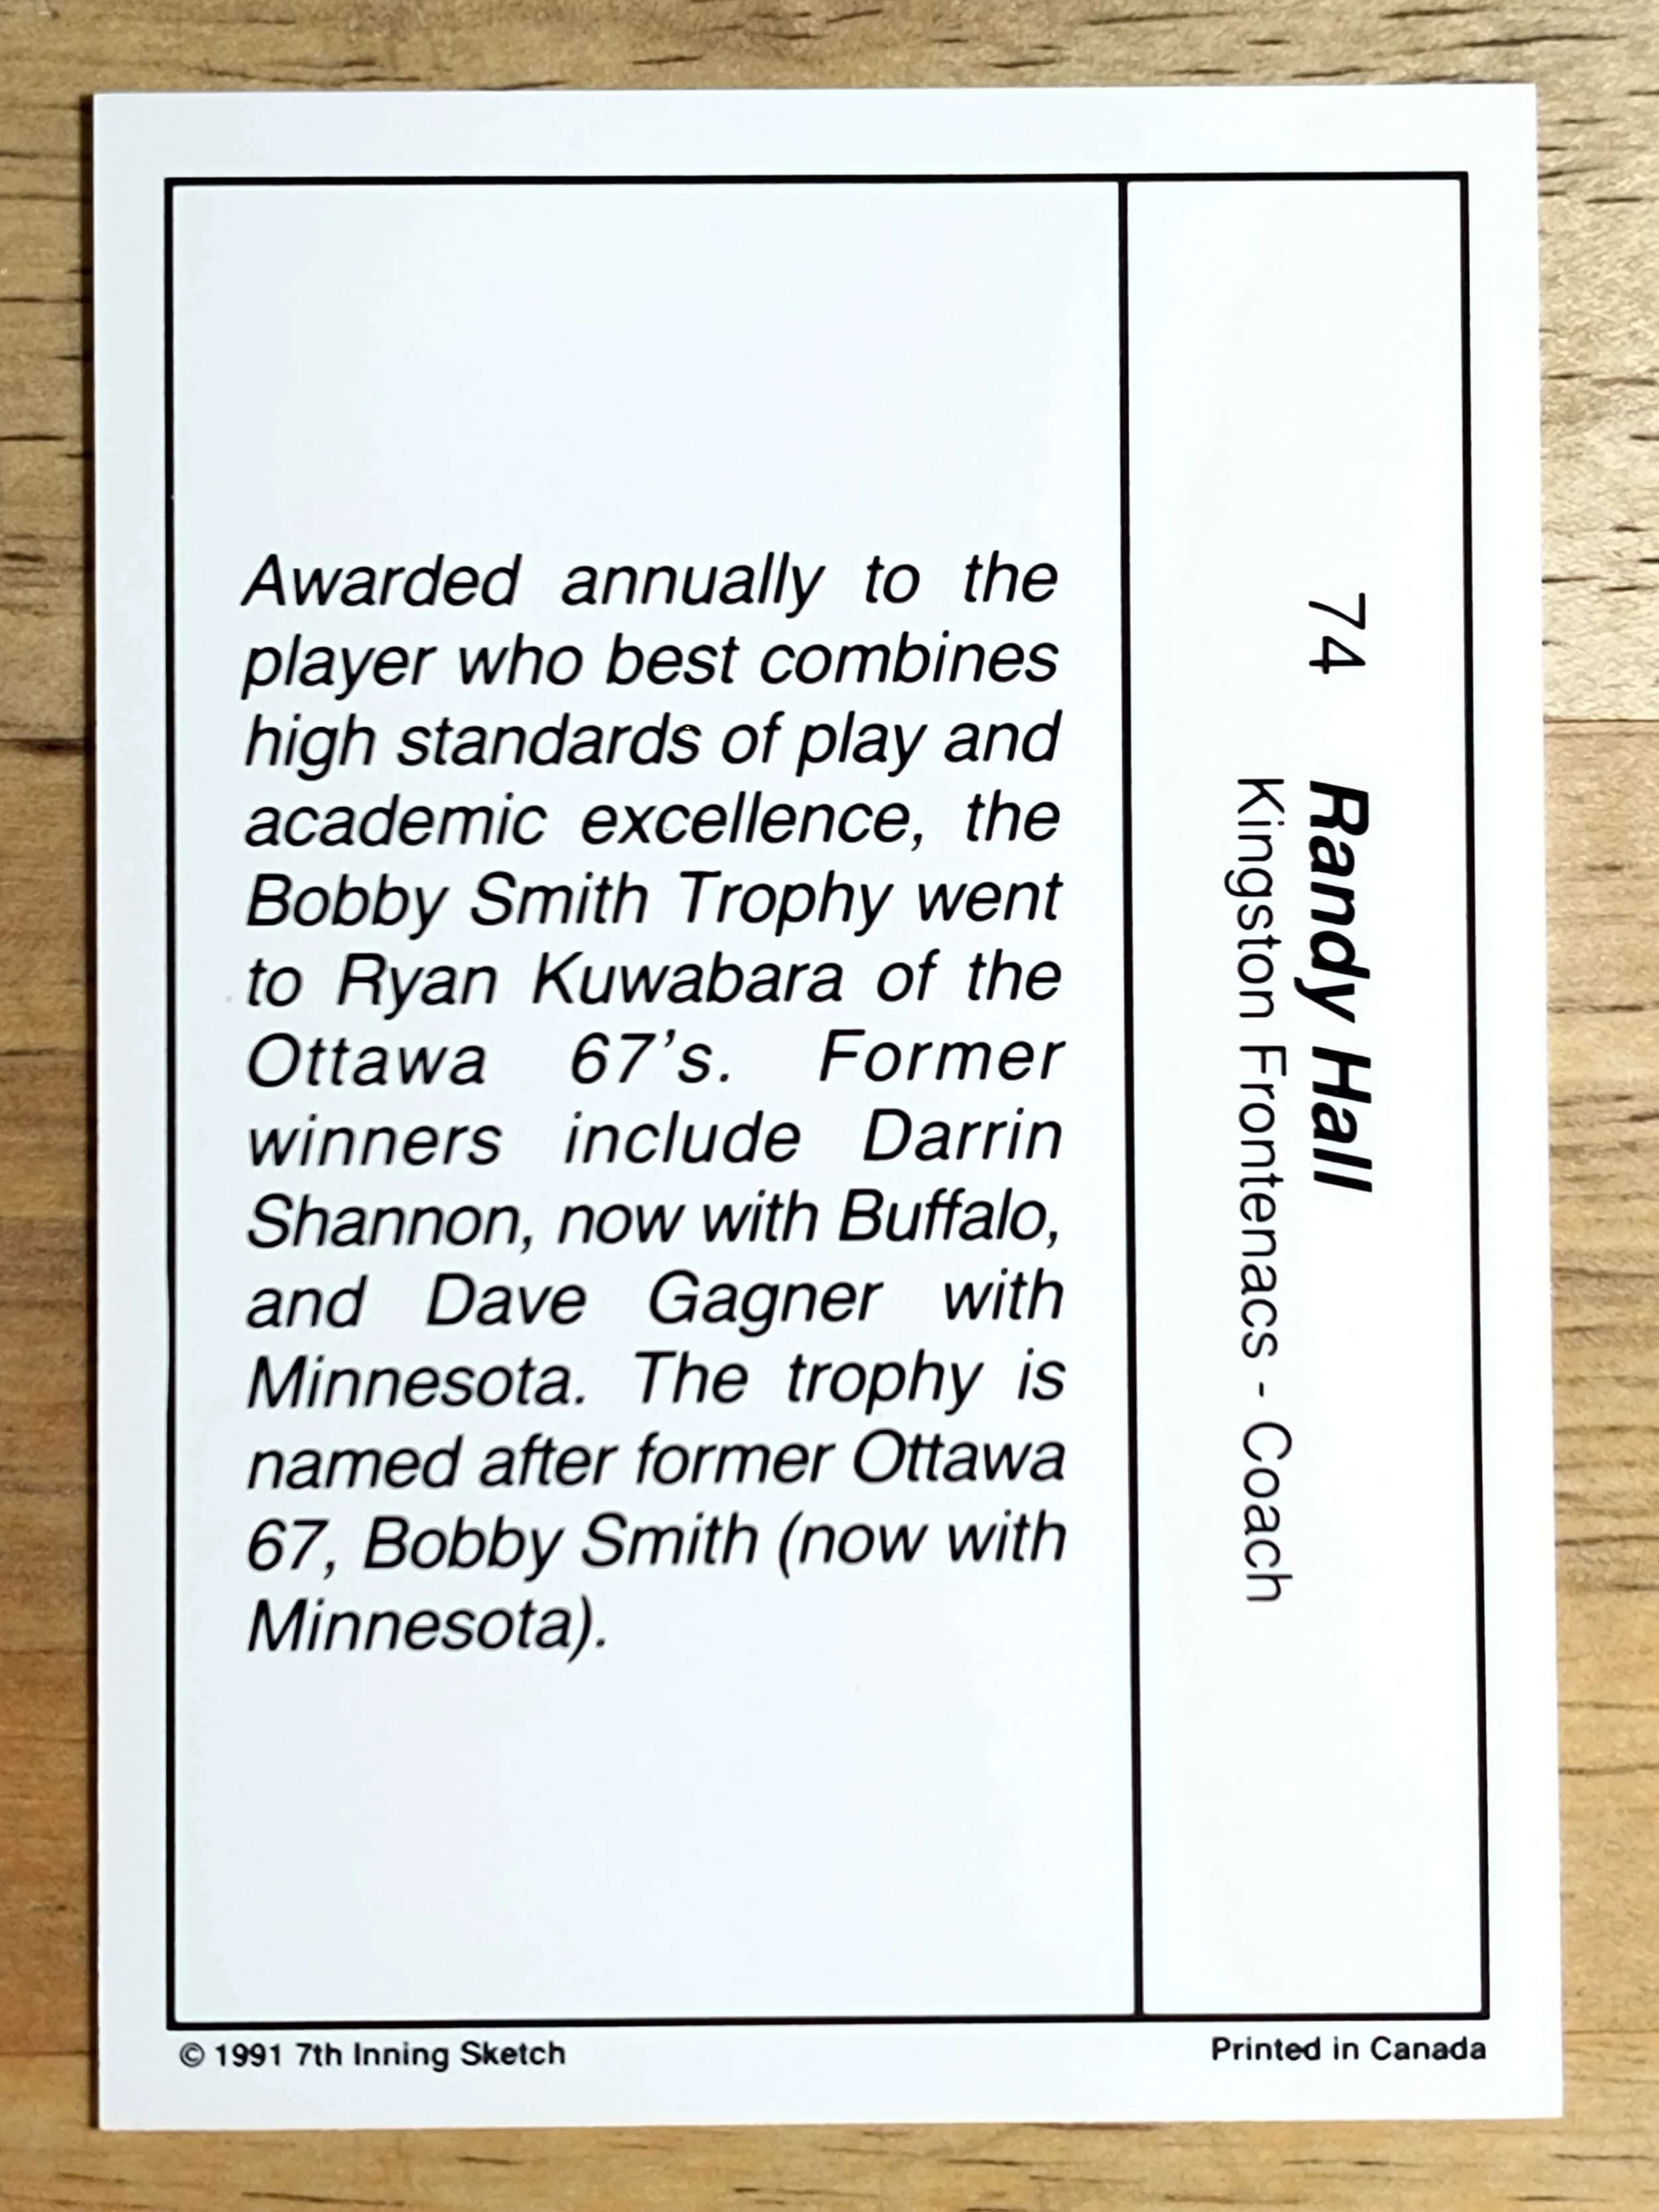 Awarded annually to the
player who best combines
high standards of play and
academic excellence, the
Bobby Smith Trophy went
to Ryan Kuwabara of the
Ottawa 67's. Former
winners include Darrin
Shannon, now with Buffalo,
and Dave Gagner with
Minnesota. The trophy is
named after former Ottawa
67, Bobby Smith (now with
Minnesota).
74 Randy Hall
Kingston Frontenacs - Coach
© 1991 7th Inning Sketch
Printed in Canada